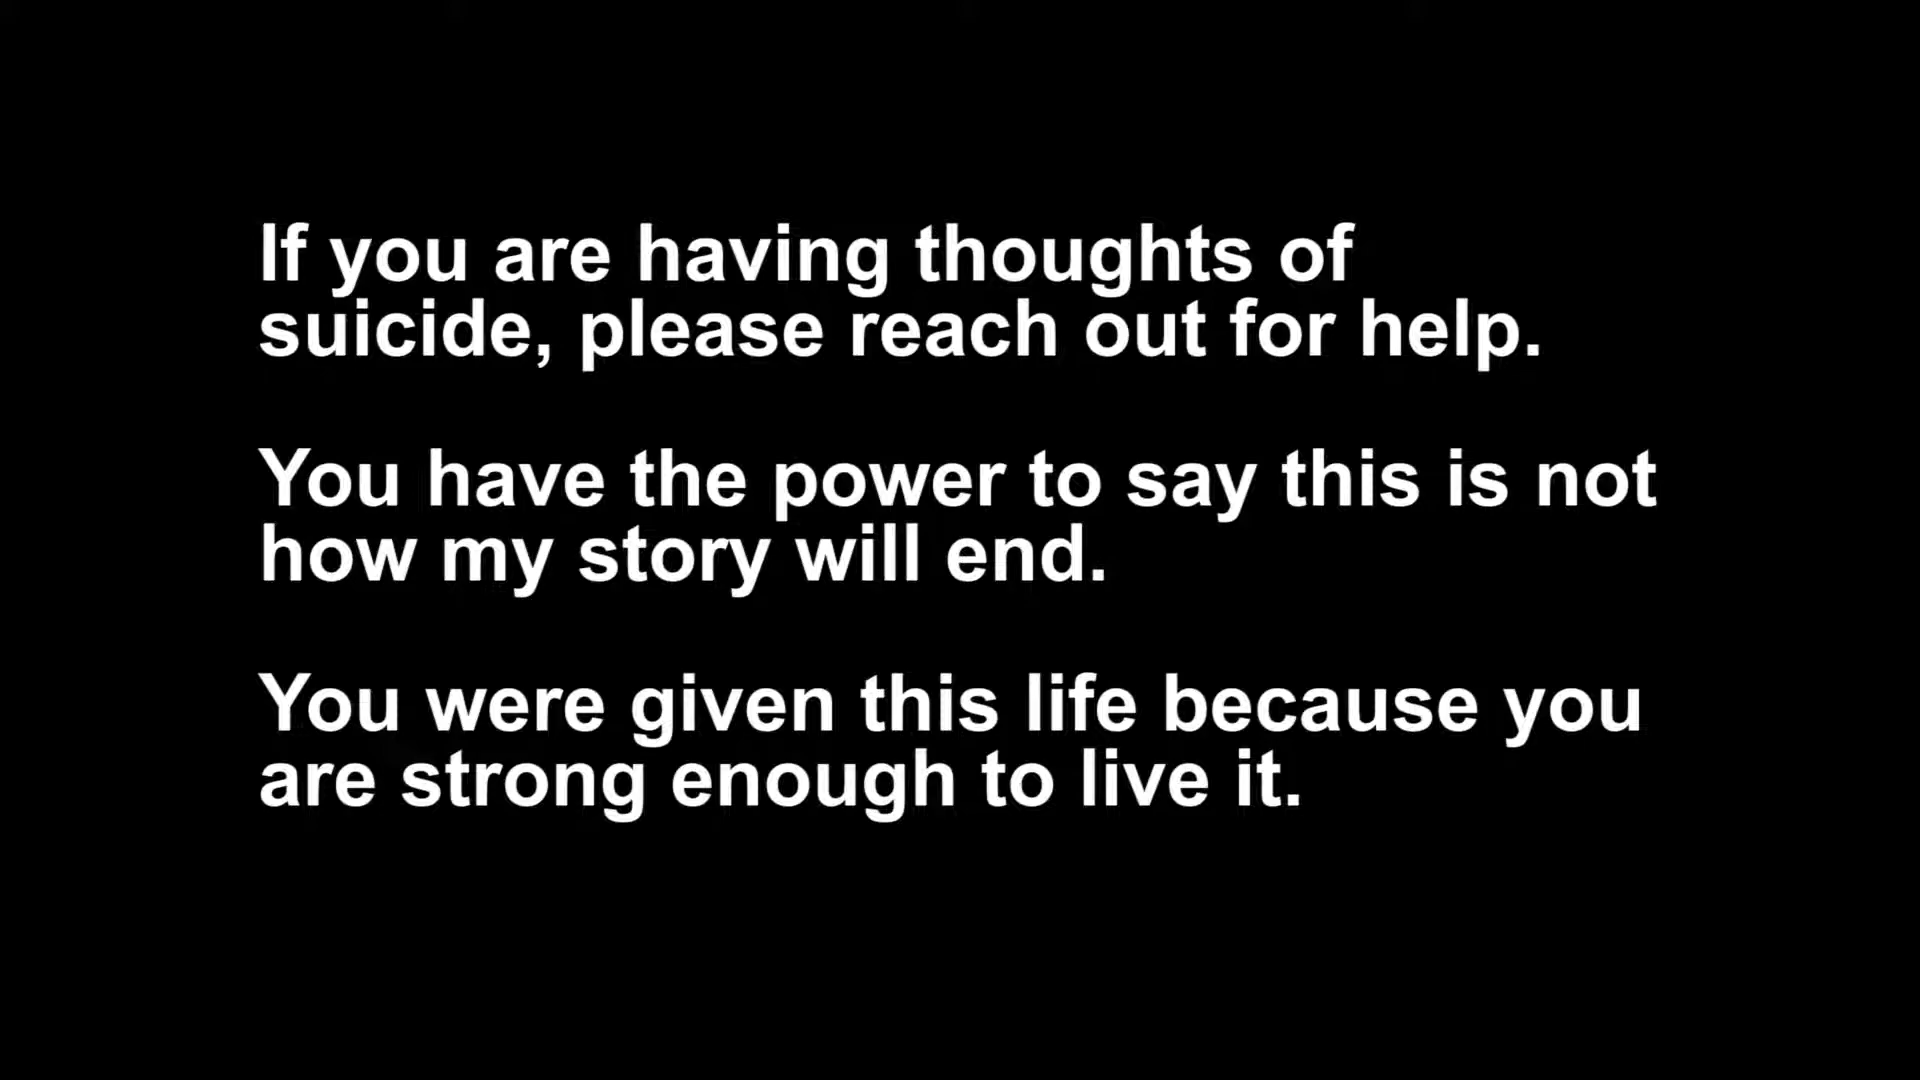 If you are having thoughts of
suicide, please reach out for help.
You have the power to say this is not
how my story will end.
You were given this life because you
are strong enough to live it.